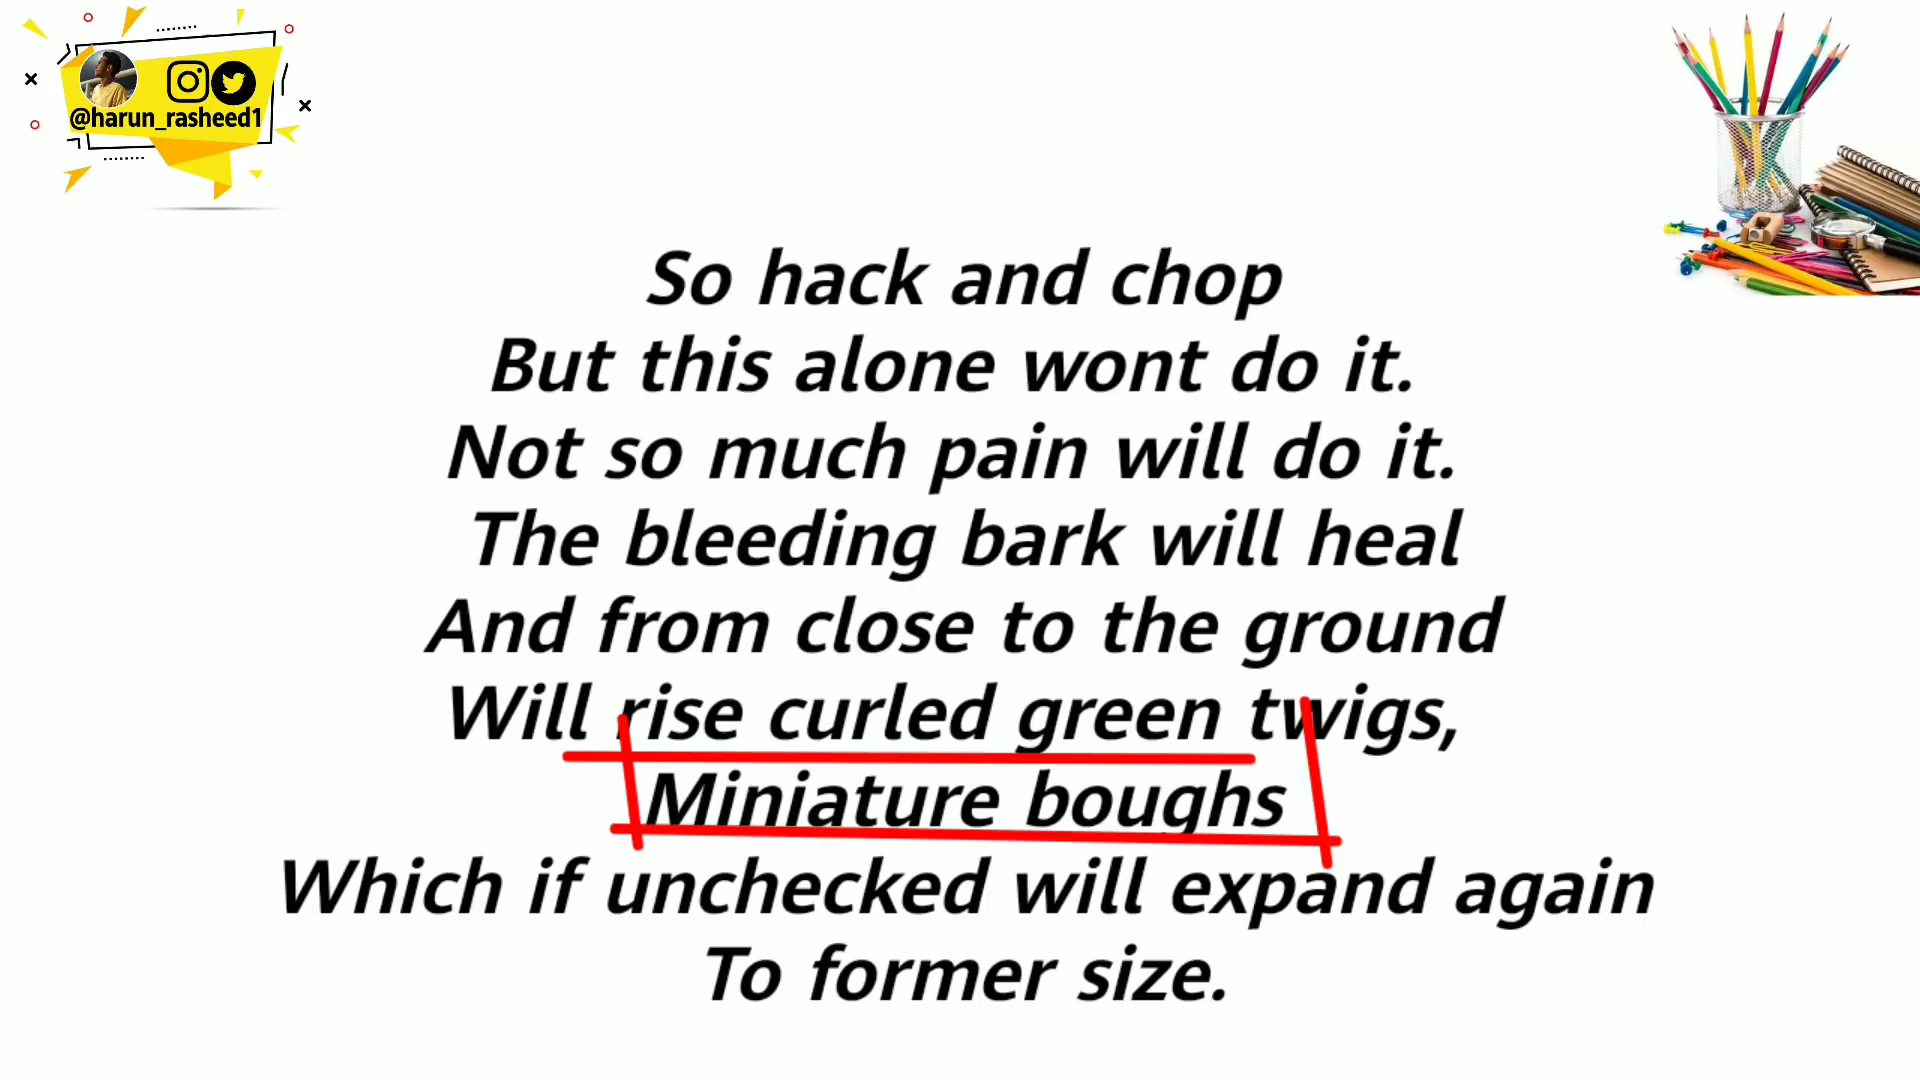 @harun_rasheed1
So hack and chop
But this alone wont do it.
Not so much pain will do it.
The bleeding bark will heal
And from close to the ground
Will rise curled green twigs,
Miniature boughs
Which if unchecked will expand again
To former size.